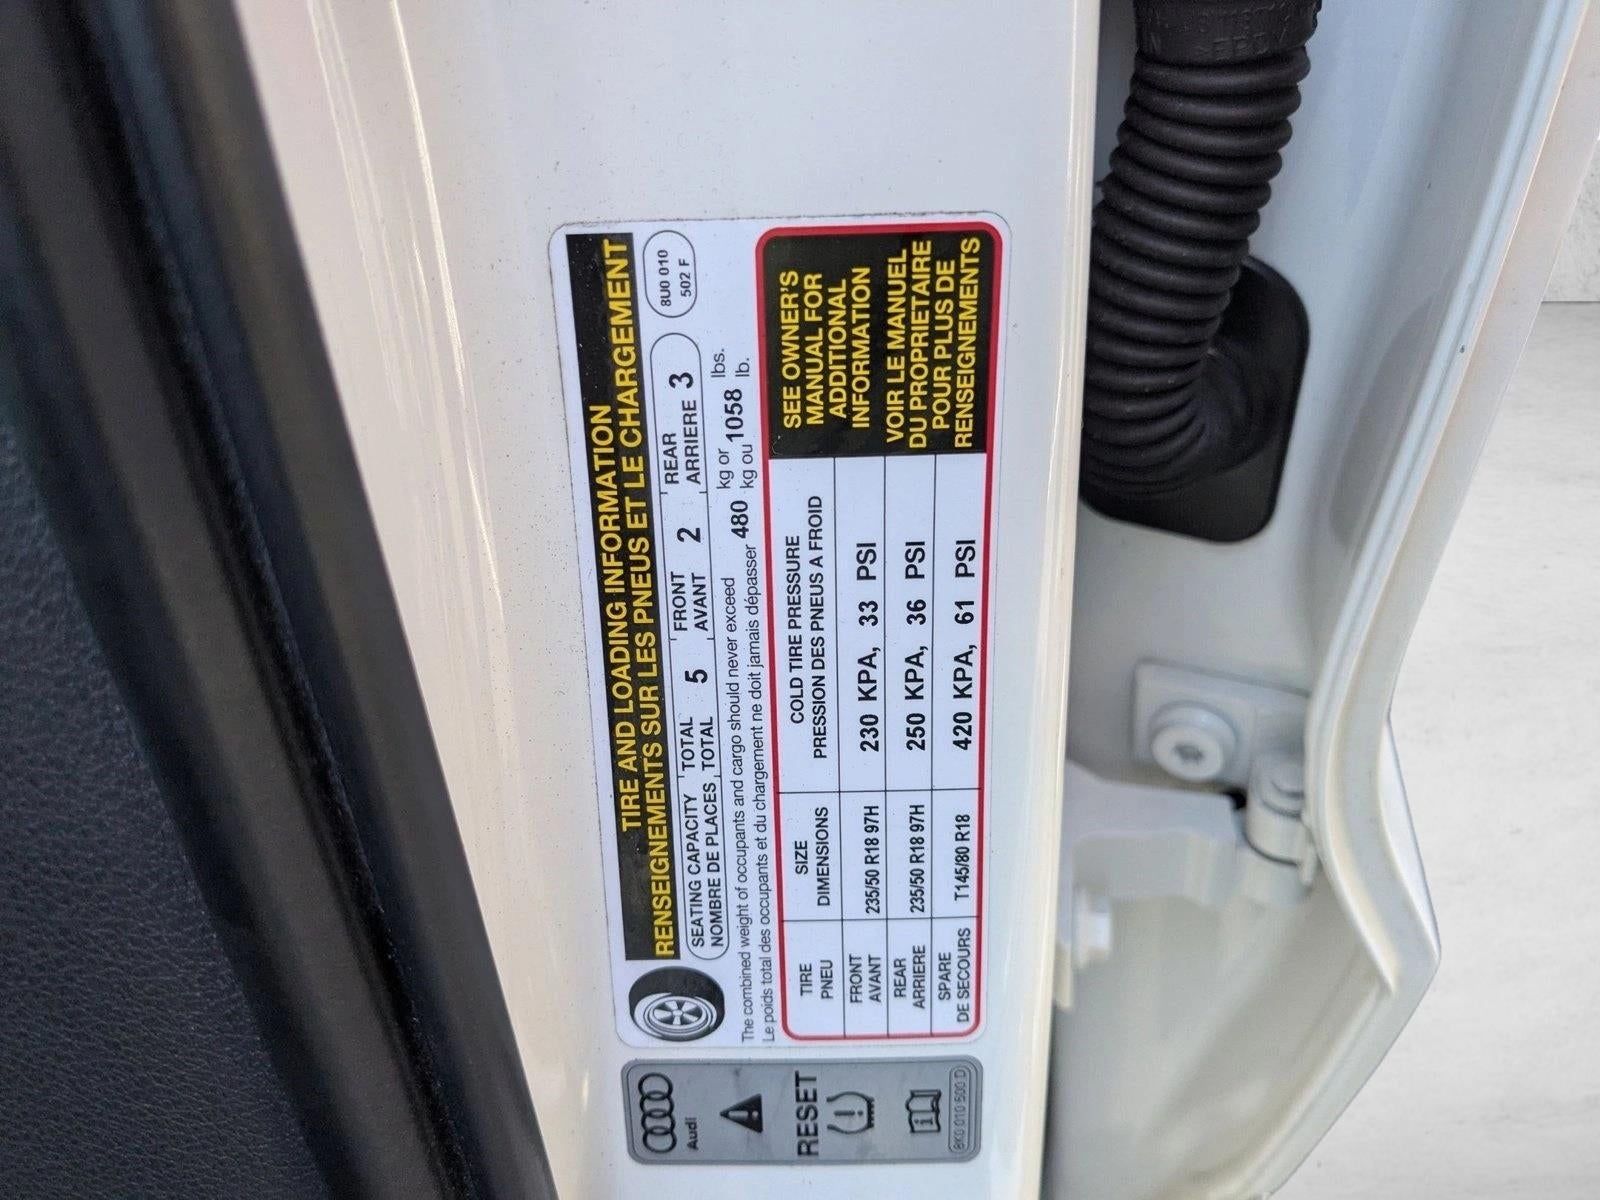 TIRE AND LOADING INFORMATION
RENSEIGNEMENTS SUR LES PNEUS ET LE CHARGEMENT
8U0 010
502 F
SEATING CAPACITY TOTAL 5 FRONT 2 REAR 3
NOMBRE DE PLACES TOTAL AVANT ARRIERE
The combined weight of occupants and cargo should never exceed 480 kg or 1058 lbs.
Le poids total des occupants et du chargement ne doit jamais dépasser kg ou lb.
TIRE SIZE COLD TIRE PRESSURE
PNEU DIMENSIONS PRESSION DES PNEUS A FROID
FRONT
AVANT 235/50 R18 97H 230 KPA, 33 PSI
REAR
ARRIERE 235/50 R18 97H 250 KPA, 36 PSI
SPARE
DE SECOURS T145/80 R18 420 KPA, 61 PSI
SEE OWNER'S
MANUAL FOR
ADDITIONAL
INFORMATION
VOIR LE MANUEL
DU PROPRIETAIRE
POUR PLUS DE
RENSEIGNEMENTS
Audi
RESET
8K0 010 500 D